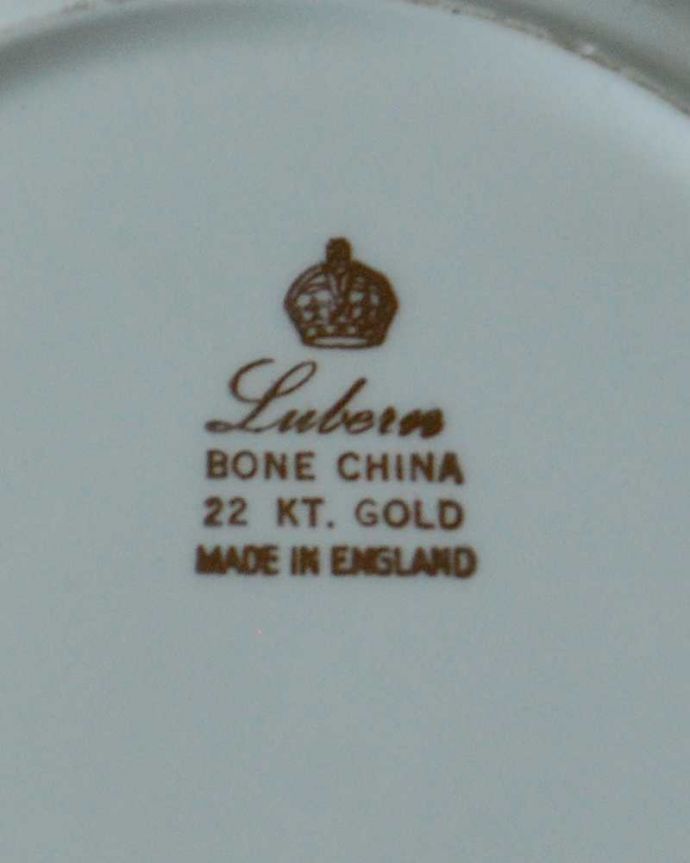 Lubern
BONE CHINA
22 KT. GOLD
MADE IN ENGLAND